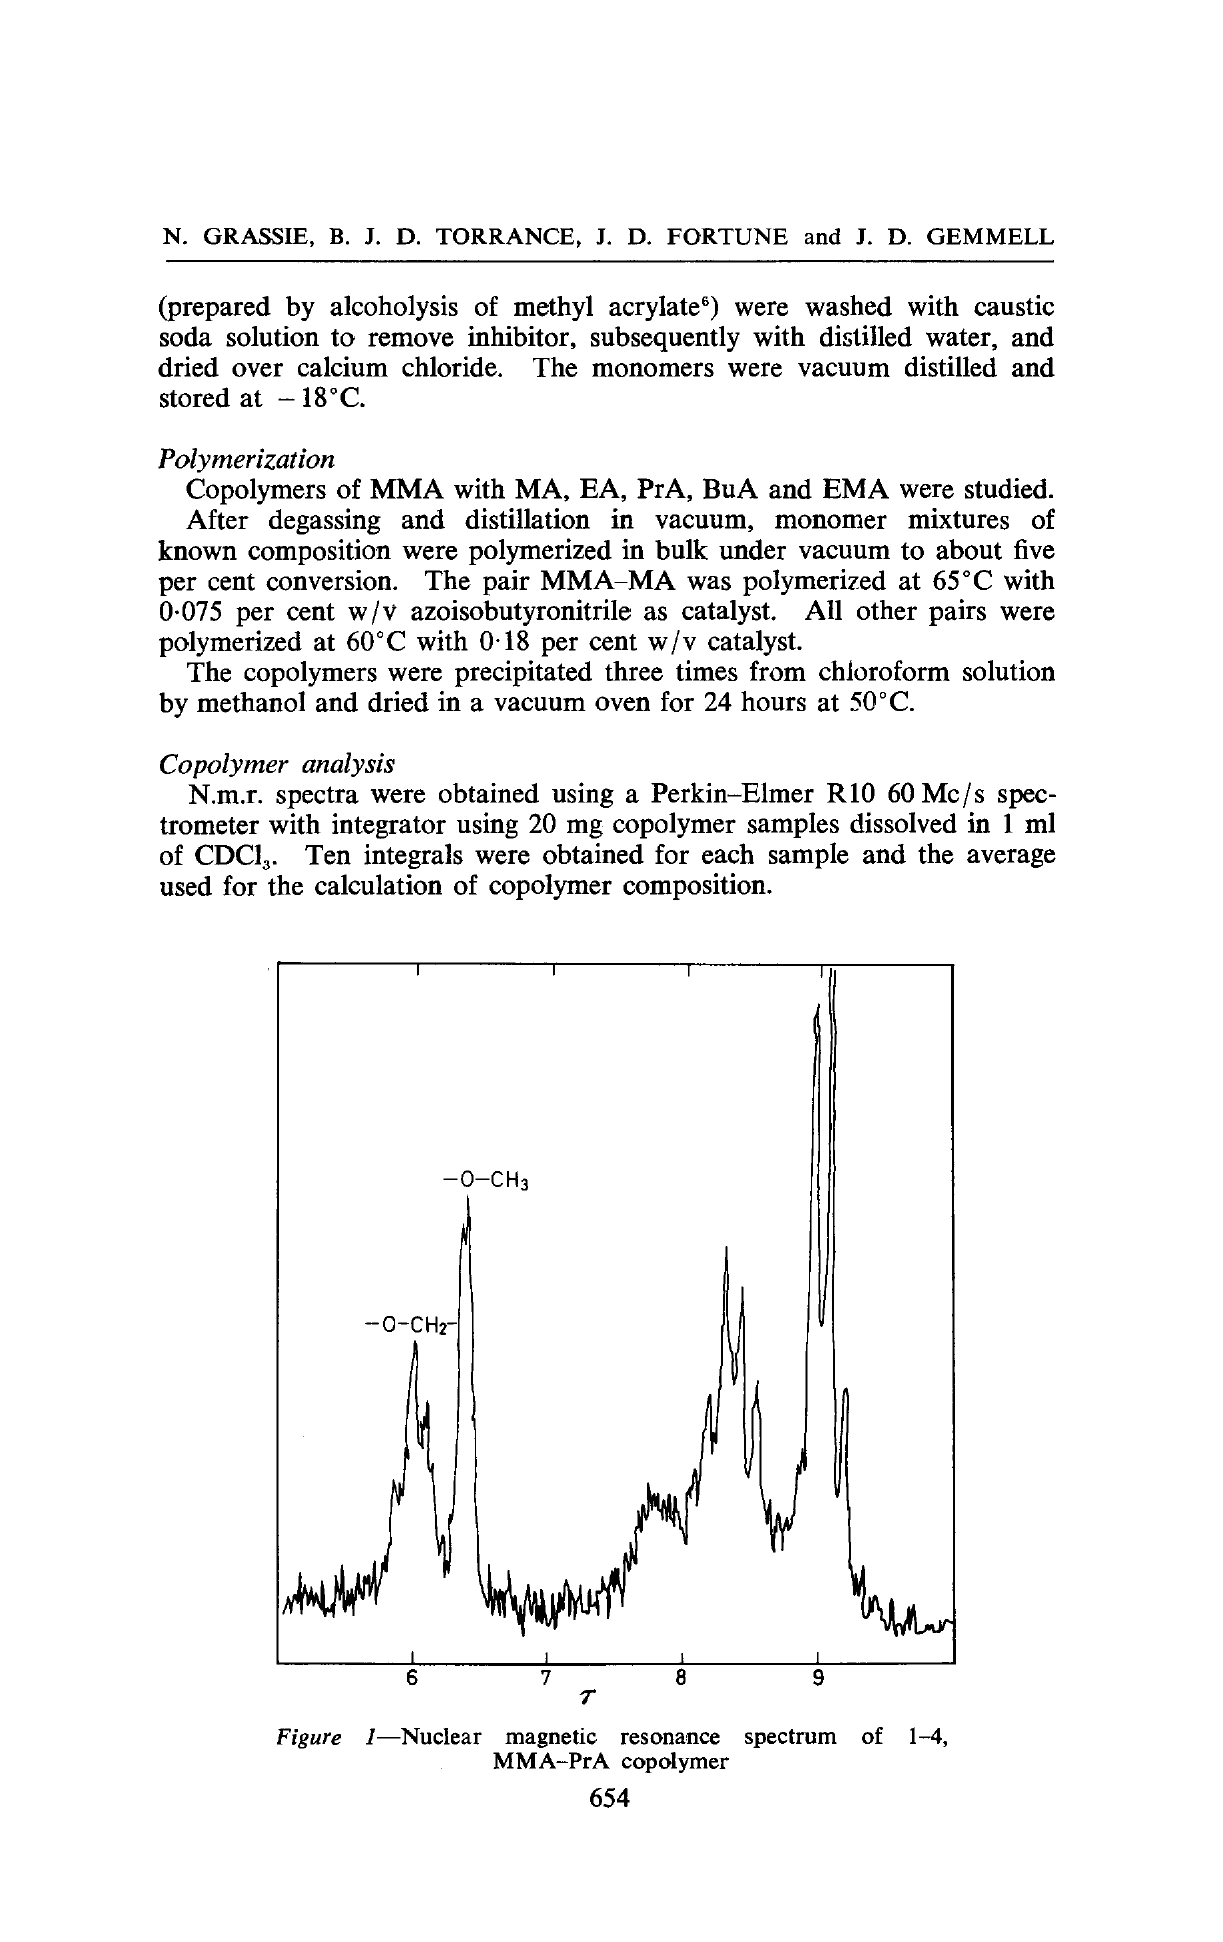 N. GRASSIE, B. J. D. TORRANCE, J. D. FORTUNE and J. D. GEMMELL
(prepared by alcoholysis of methyl acrylate⁶) were washed with caustic
soda solution to remove inhibitor, subsequently with distilled water, and
dried over calcium chloride. The monomers were vacuum distilled and
stored at −18°C.
Polymerization
Copolymers of MMA with MA, EA, PrA, BuA and EMA were studied.
After degassing and distillation in vacuum, monomer mixtures of
known composition were polymerized in bulk under vacuum to about five
per cent conversion. The pair MMA–MA was polymerized at 65°C with
0·075 per cent w/v azoisobutyronitrile as catalyst. All other pairs were
polymerized at 60°C with 0·18 per cent w/v catalyst.
The copolymers were precipitated three times from chloroform solution
by methanol and dried in a vacuum oven for 24 hours at 50°C.
Copolymer analysis
N.m.r. spectra were obtained using a Perkin–Elmer R10 60 Mc/s spec-
trometer with integrator using 20 mg copolymer samples dissolved in 1 ml
of CDCl₃. Ten integrals were obtained for each sample and the average
used for the calculation of copolymer composition.
−O−CH₃
−O−CH₂−
6 7 8 9
τ
Figure 1—Nuclear magnetic resonance spectrum of 1–4,
MMA–PrA copolymer
654